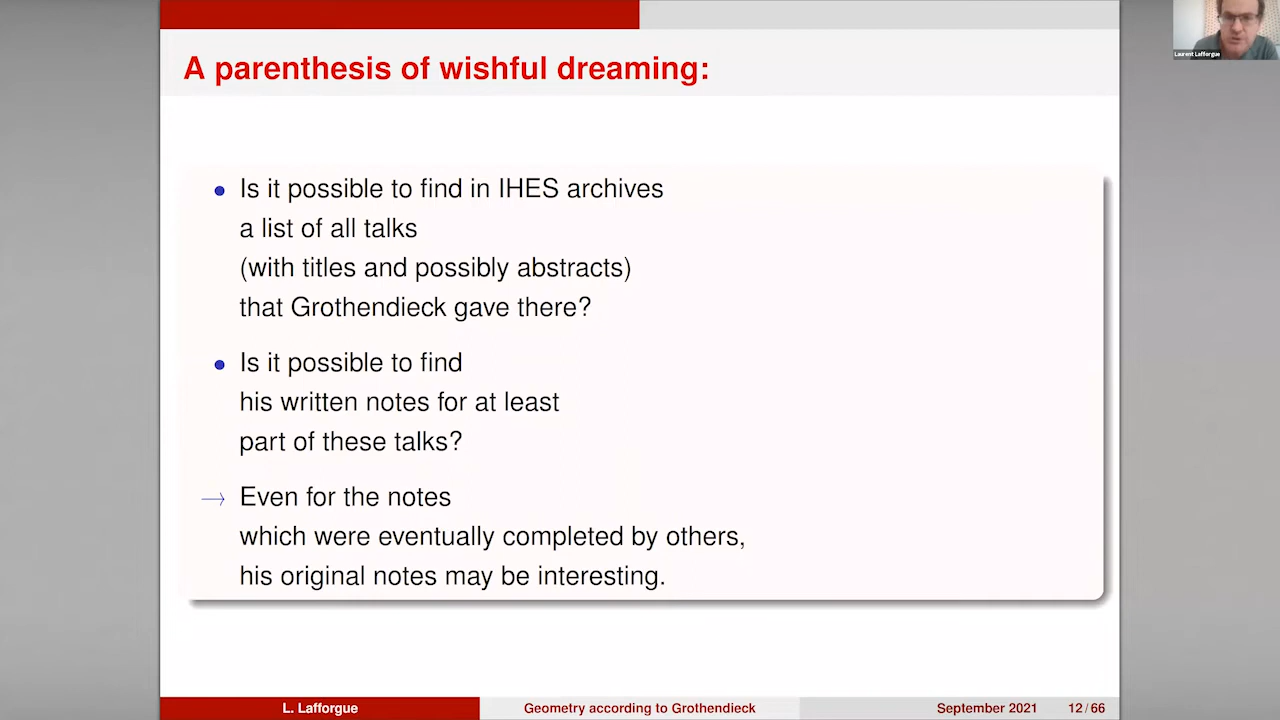 Laurent Lafforgue
A parenthesis of wishful dreaming:
• Is it possible to find in IHES archives
a list of all talks
(with titles and possibly abstracts)
that Grothendieck gave there?
• Is it possible to find
his written notes for at least
part of these talks?
→ Even for the notes
which were eventually completed by others,
his original notes may be interesting.
L. Lafforgue Geometry according to Grothendieck September 2021 12 / 66